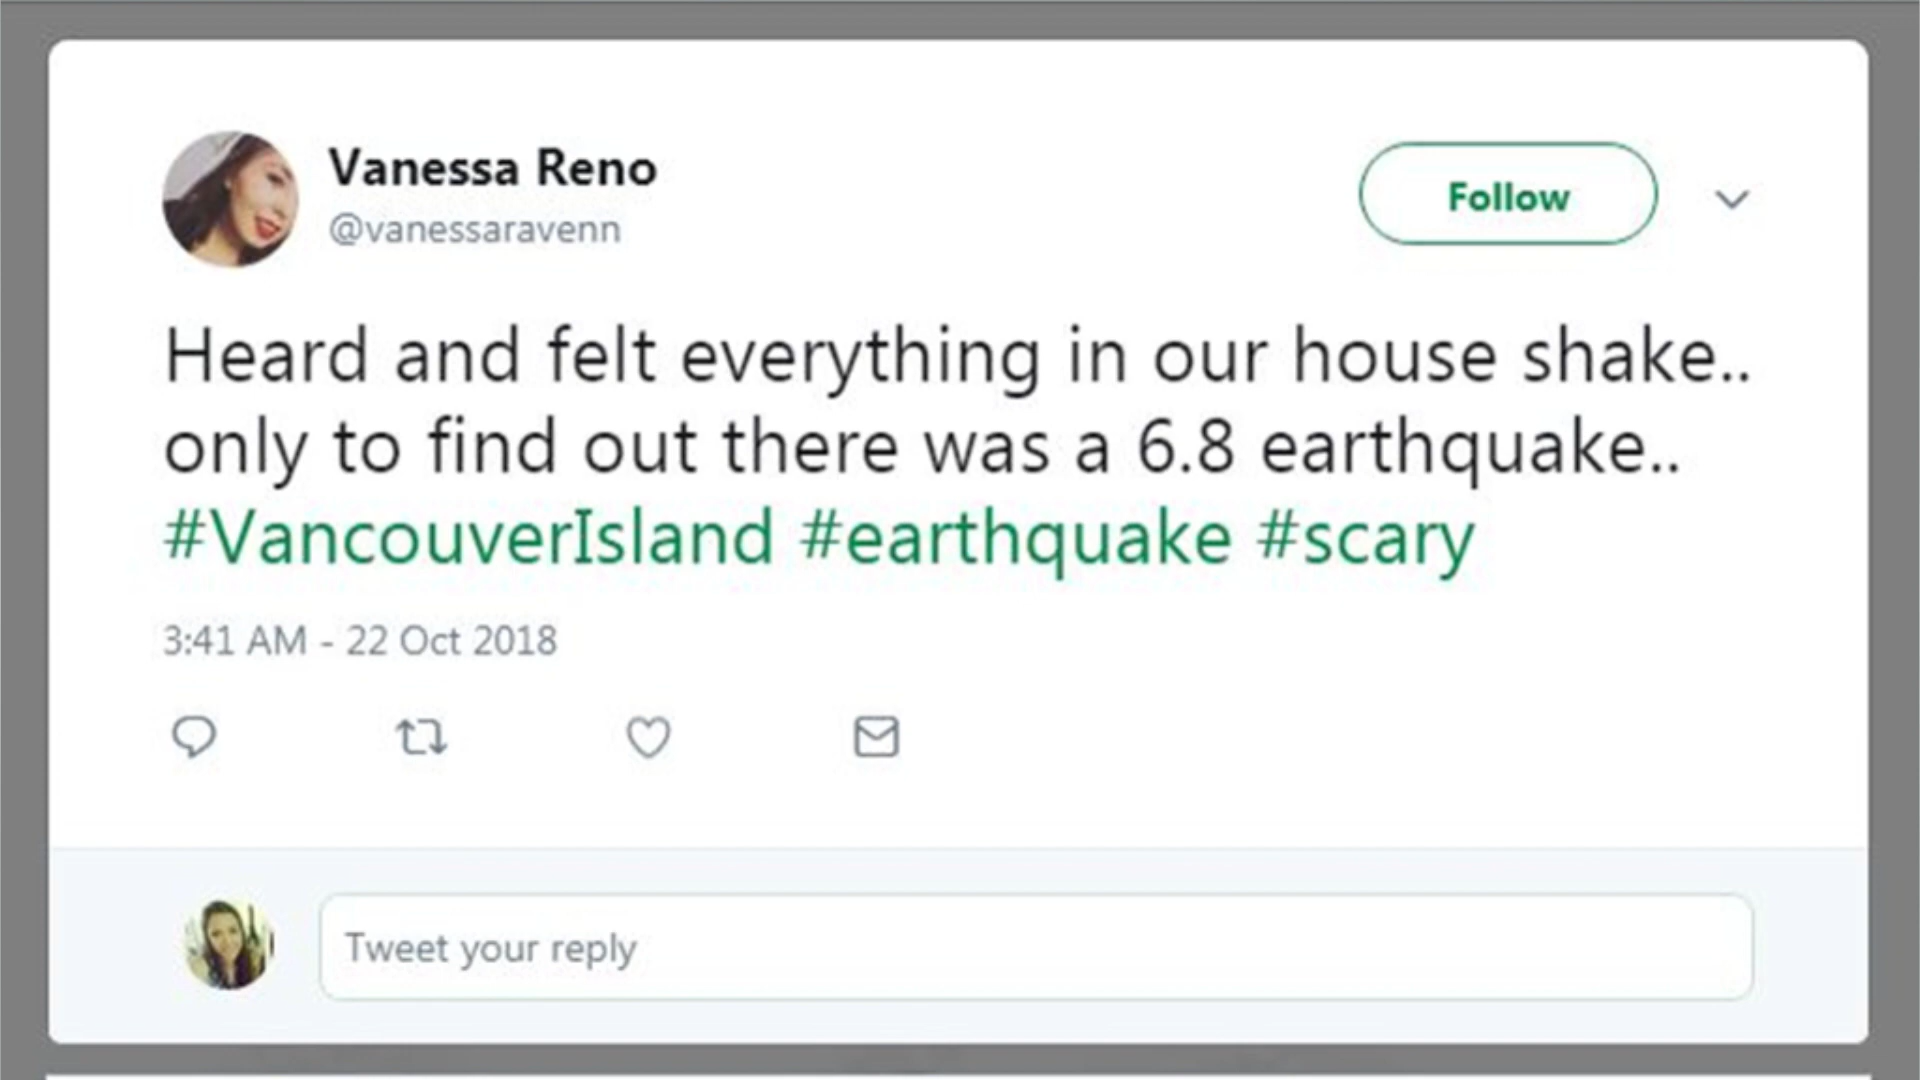 Vanessa Reno
@vanessaravenn
Follow
Heard and felt everything in our house shake..
only to find out there was a 6.8 earthquake..
#VancouverIsland #earthquake #scary
3:41 AM - 22 Oct 2018
Tweet your reply